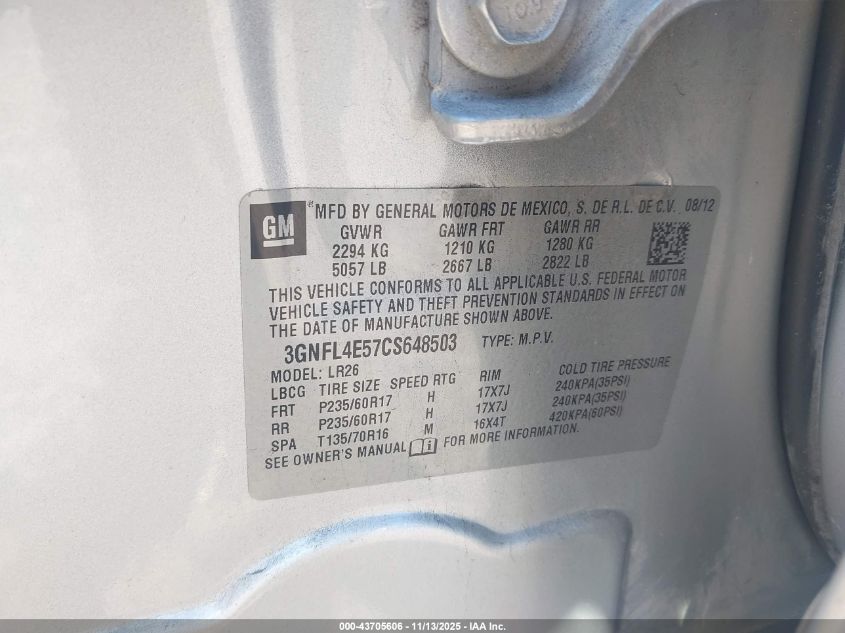 10.9
GM
MFD BY GENERAL MOTORS DE MEXICO, S. DE R.L. DE C.V. 08/12
GVWR GAWR FRT GAWR RR
2294 KG 1210 KG 1280 KG
5057 LB 2667 LB 2822 LB
THIS VEHICLE CONFORMS TO ALL APPLICABLE U.S. FEDERAL MOTOR
VEHICLE SAFETY AND THEFT PREVENTION STANDARDS IN EFFECT ON
THE DATE OF MANUFACTURE SHOWN ABOVE.
3GNFL4E57CS648503 TYPE: M.P.V.
MODEL: LR26
LBCG TIRE SIZE SPEED RTG RIM COLD TIRE PRESSURE
FRT P235/60R17 H 17X7J 240KPA(35PSI)
RR P235/60R17 H 17X7J 240KPA(35PSI)
SPA T135/70R16 M 16X4T 420KPA(60PSI)
SEE OWNER'S MANUAL FOR MORE INFORMATION.
000-43705606 - 11/13/2025 - IAA Inc.